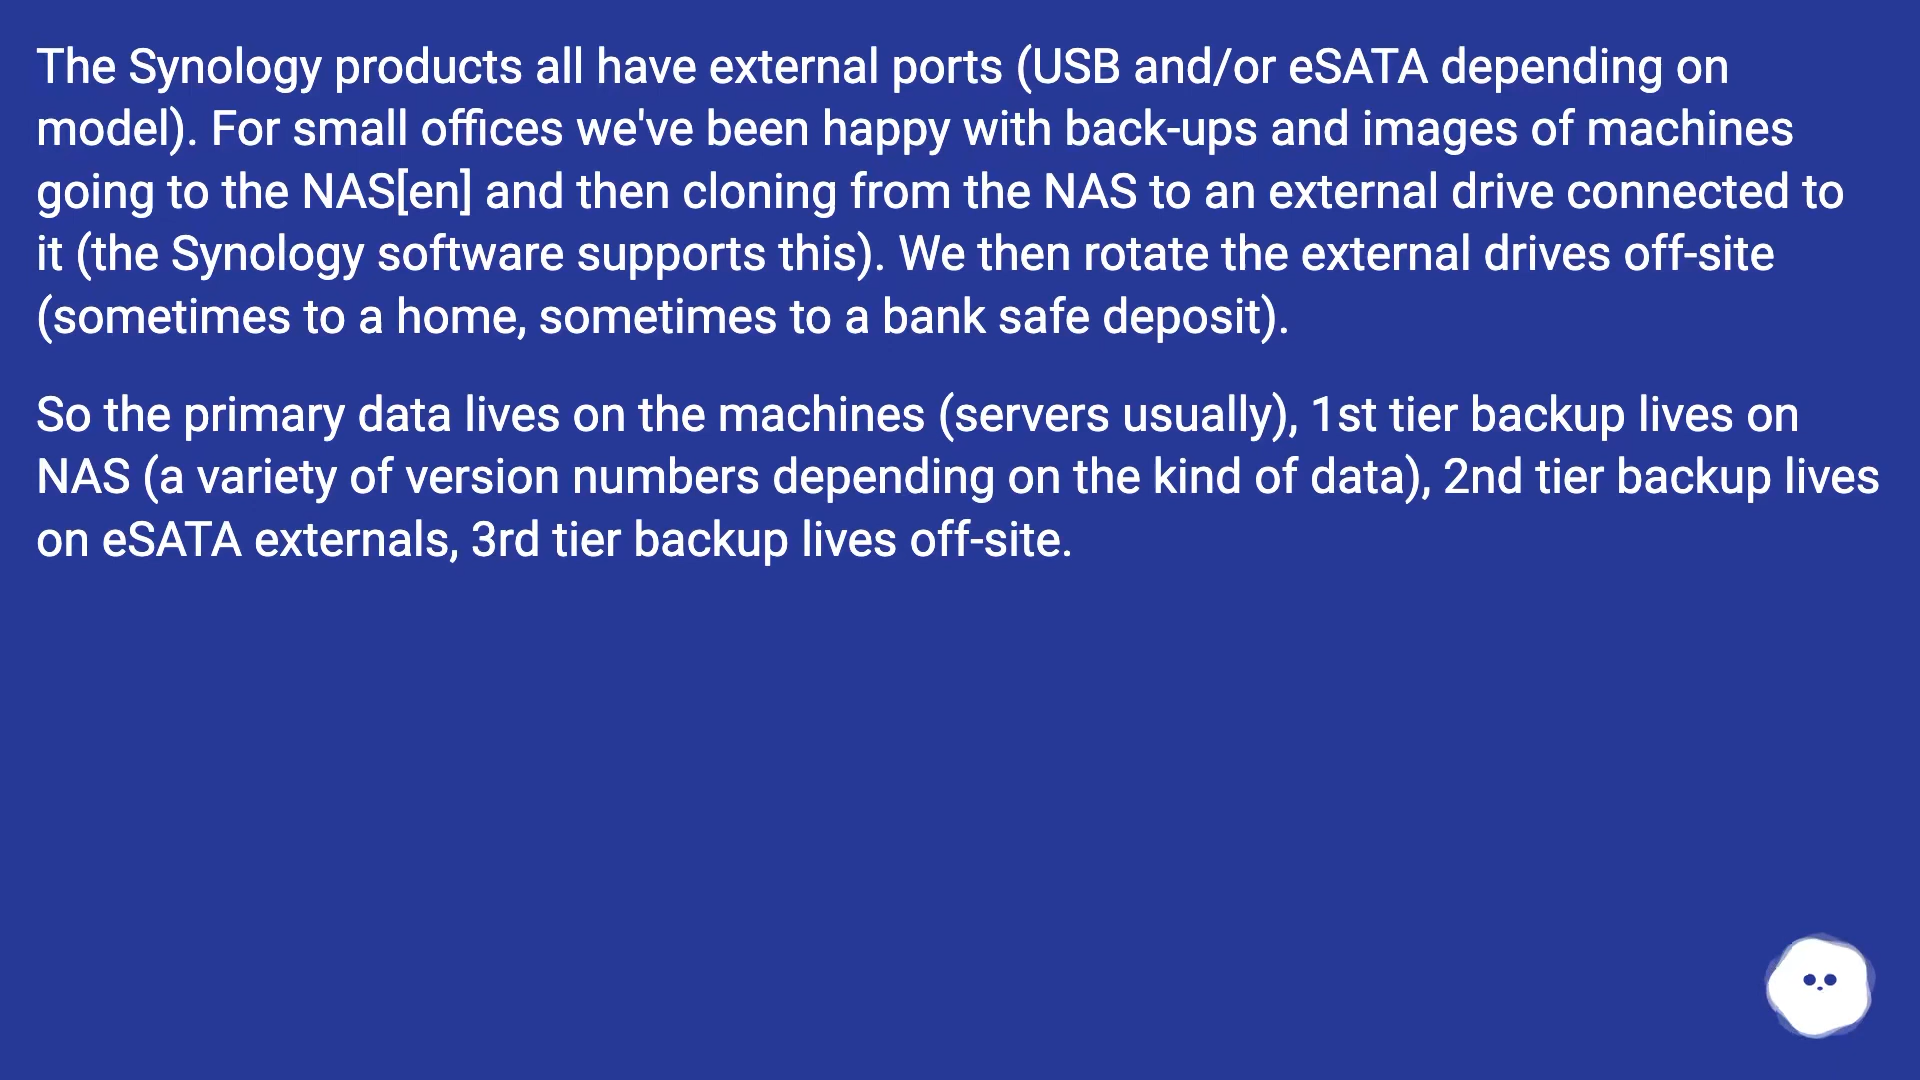 The Synology products all have external ports (USB and/or eSATA depending on
model). For small offices we've been happy with back-ups and images of machines
going to the NAS[en] and then cloning from the NAS to an external drive connected to
it (the Synology software supports this). We then rotate the external drives off-site
(sometimes to a home, sometimes to a bank safe deposit).
So the primary data lives on the machines (servers usually), 1st tier backup lives on
NAS (a variety of version numbers depending on the kind of data), 2nd tier backup lives
on eSATA externals, 3rd tier backup lives off-site.